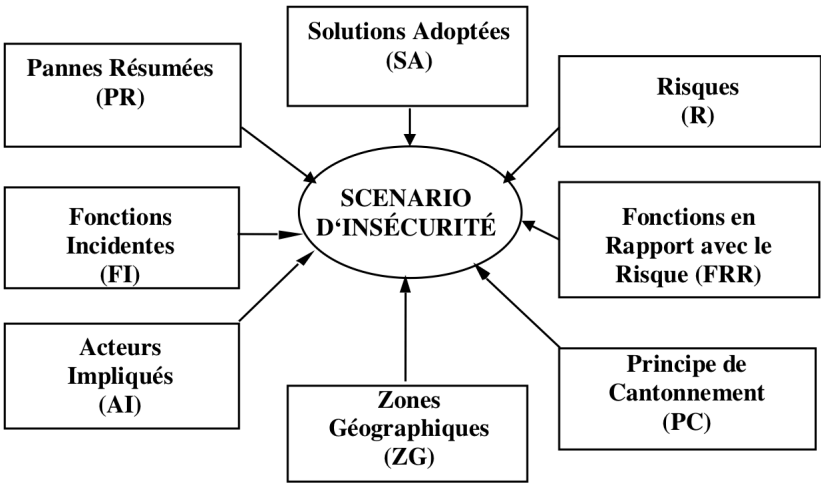 Solutions Adoptées
(SA)
Pannes Résumées
(PR)
Risques
(R)
SCENARIO
D‘INSÉCURITÉ
Fonctions
Incidentes
(FI)
Fonctions en
Rapport avec le
Risque (FRR)
Acteurs
Impliqués
(AI)
Zones
Géographiques
(ZG)
Principe de
Cantonnement
(PC)